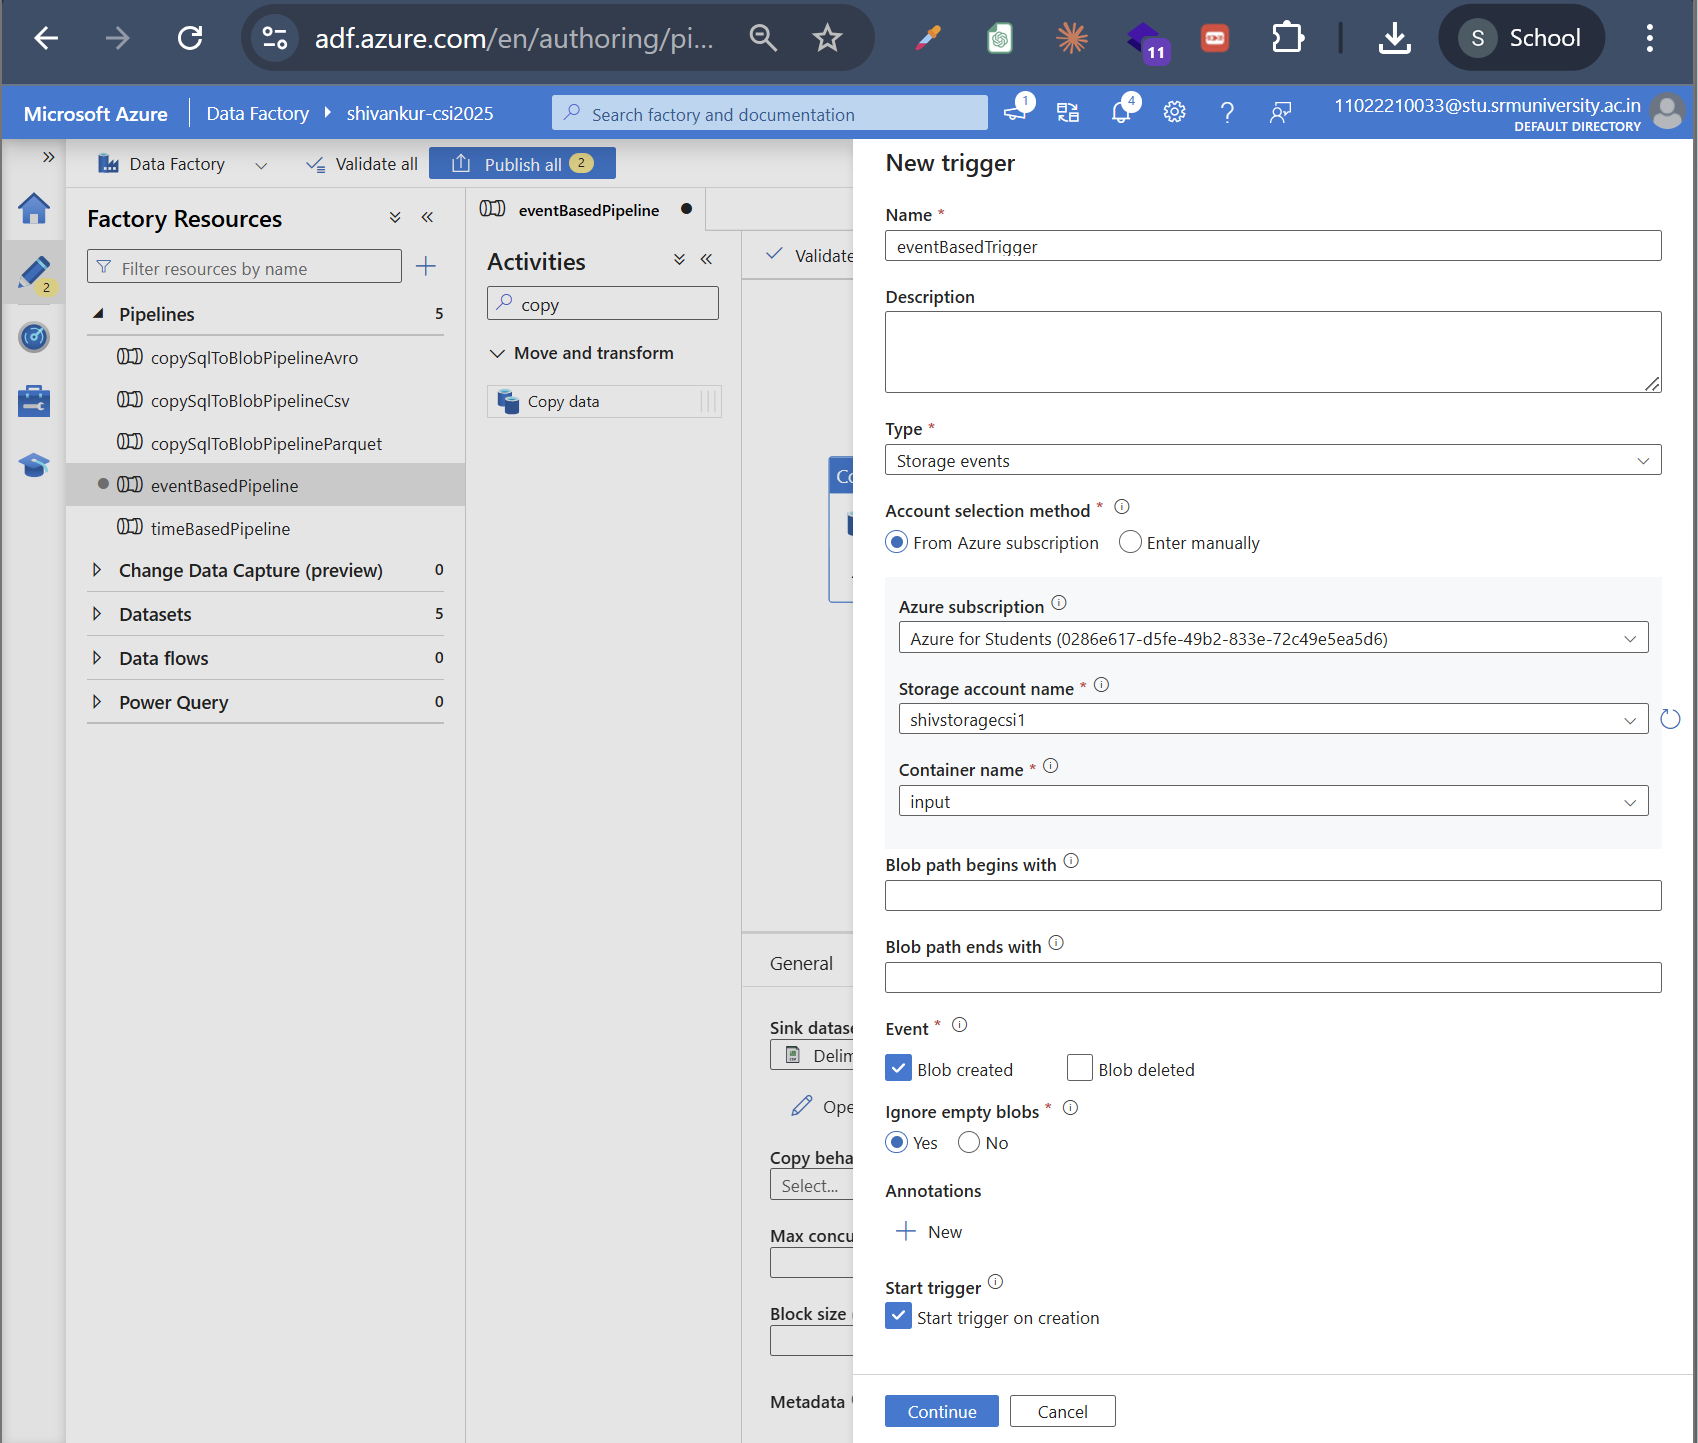 adf.azure.com/en/authoring/pi...
11
S School
Microsoft Azure Data Factory shivankur-csi2025
Search factory and documentation
1
4
11022210033@stu.srmuniversity.ac.in
DEFAULT DIRECTORY
Data Factory
Validate all
Publish all 2
Factory Resources
Filter resources by name
2
Pipelines 5
copySqlToBlobPipelineAvro
copySqlToBlobPipelineCsv
copySqlToBlobPipelineParquet
eventBasedPipeline
timeBasedPipeline
Change Data Capture (preview) 0
Datasets 5
Data flows 0
Power Query 0
eventBasedPipeline
Activities
copy
Move and transform
Copy data
Validate
Co
General
Sink datase
Delim
Ope
Copy beha
Select...
Max concu
Block size (
Metadata
New trigger
Name *
eventBasedTrigger
Description
Type *
Storage events
Account selection method *
From Azure subscription Enter manually
Azure subscription
Azure for Students (0286e617-d5fe-49b2-833e-72c49e5ea5d6)
Storage account name *
shivstoragecsi1
Container name *
input
Blob path begins with
Blob path ends with
Event *
Blob created Blob deleted
Ignore empty blobs *
Yes No
Annotations
New
Start trigger
Start trigger on creation
Continue Cancel